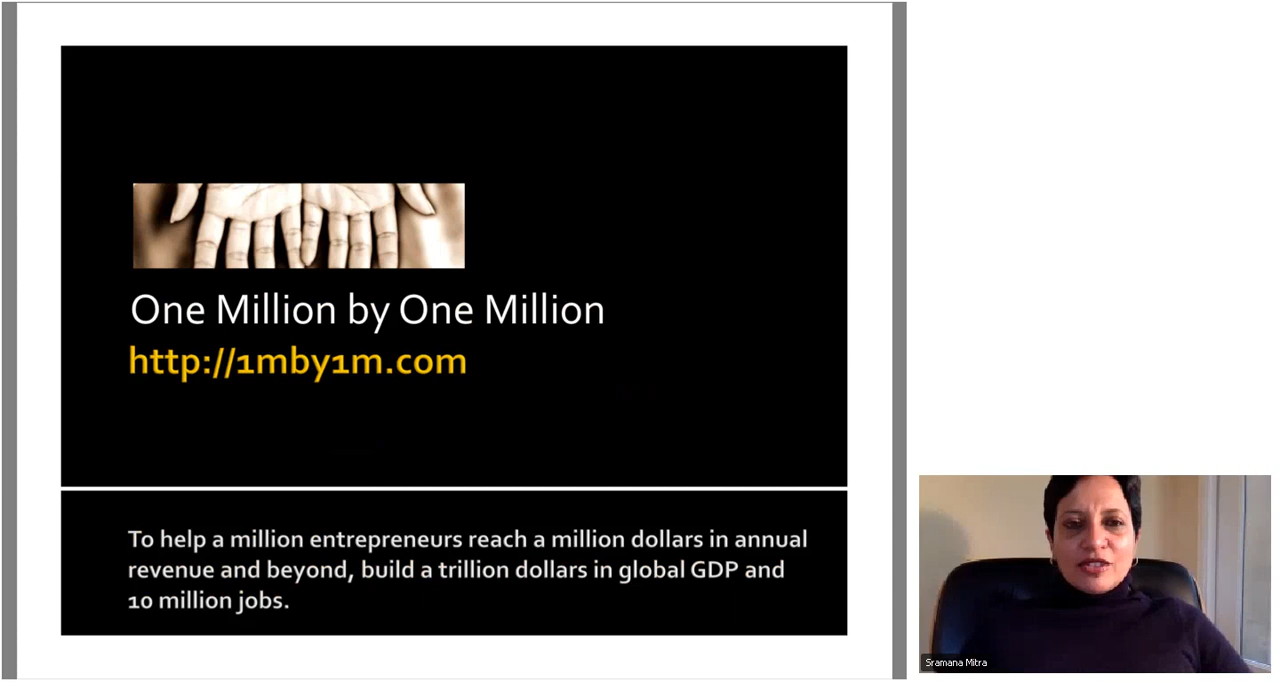 One Million by One Million
http://1mby1m.com
To help a million entrepreneurs reach a million dollars in annual
revenue and beyond, build a trillion dollars in global GDP and
10 million jobs.
Sramana Mitra